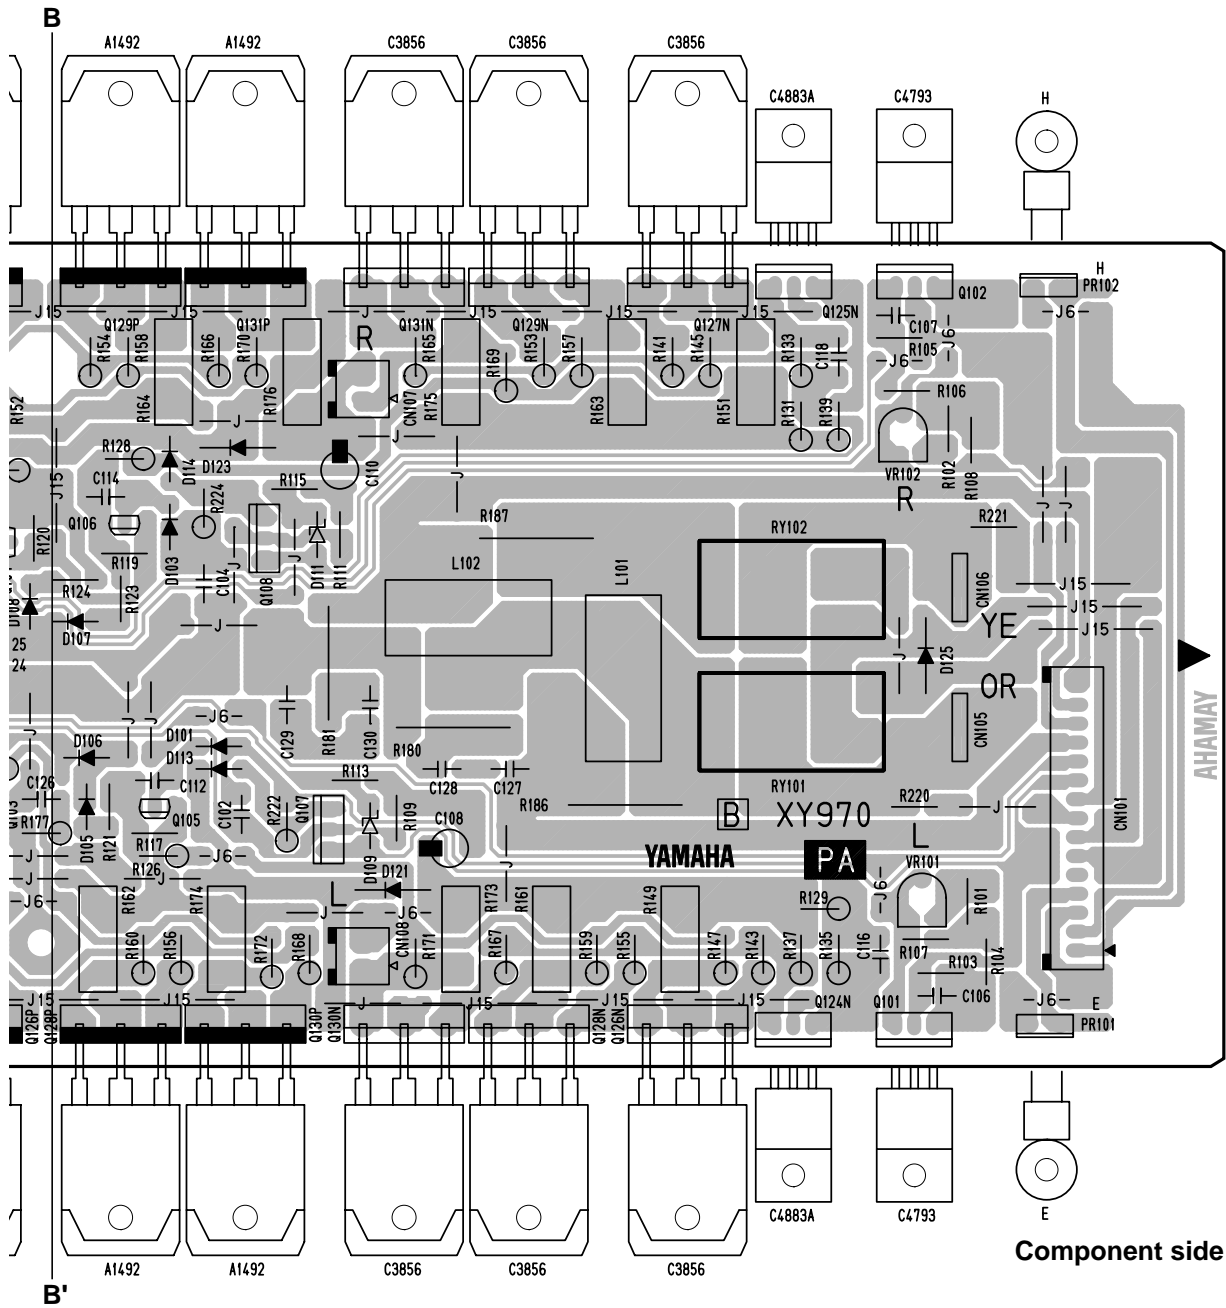 B
A1492 A1492 C3856 C3856 C3856
C4883A C4793 H
H
PR102
J15 J15 J J15 J15 J15 Q125N Q102 J6
Q129P Q131P Q131N Q129N Q127N
C107 J6
R154 R158 R166 R170 R R165 R169 R153 R157 R141 R145 R133 C118 J6 R105
R152 R164 R176 CN107 R175 R163 R151 R131 R139 R106
J J
R128 D114 D123 C110 J VR102 R102 R108
J15 C114 R224 R115 R J J
R120 Q106 R187 RY102 R221
R119 D103 J J D111 R111 L102 L101
D108 R124 R123 C104 Q108 CN106 J15
J15
D107 J YE J15
25
24
J D125
OR
J J J J6 C129 R181 C130 R180 CN105 AHAMAY
D106 D101
D113
C126 C112 R113 C128 C127 RY101
Q103 R186 R220 J CN101
R177 D105 R121 Q105 C102 R222 Q107 R109 C108 B XY970 L
R117
J R126 J6 D109 J YAMAHA PA VR101
J J D121 J6
J6 R162 R174 J L J6 R173 R161 R149 R129 R101
R160 R156 R172 R168 CN108 R171 R167 R159 R155 R147 R143 R137 R135 C116 R107 R104
R103
J15 J15 J J15 J15 Q124N Q101 C106 J6 E
Q126P Q128P Q130P Q130N Q128N Q126N PR101
C4883A C4793 E
A1492 A1492 C3856 C3856 C3856
Component side
B'